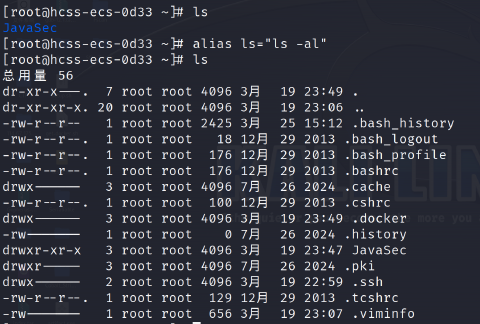 [root@hcss-ecs-0d33 ~]# ls
JavaSec
[root@hcss-ecs-0d33 ~]# alias ls="ls -al"
[root@hcss-ecs-0d33 ~]# ls
总用量 56
dr-xr-x---.  7 root root 4096 3月  19 23:49 .
dr-xr-xr-x. 20 root root 4096 3月  19 23:06 ..
-rw-r--r--   1 root root 2425 3月  25 15:12 .bash_history
-rw-r--r--.  1 root root   18 12月 29 2013 .bash_logout
-rw-r--r--.  1 root root  176 12月 29 2013 .bash_profile
-rw-r--r--.  1 root root  176 12月 29 2013 .bashrc
drwx------   3 root root 4096 7月  26 2024 .cache
-rw-r--r--.  1 root root  100 12月 29 2013 .cshrc
drwx------   3 root root 4096 3月  19 23:49 .docker
-rw-------   1 root root    0 7月  26 2024 .history
drwxr-xr-x   3 root root 4096 3月  19 23:47 JavaSec
drwxr-----   3 root root 4096 7月  26 2024 .pki
drwx------   2 root root 4096 3月  19 22:59 .ssh
-rw-r--r--.  1 root root  129 12月 29 2013 .tcshrc
-rw-------   1 root root  656 3月  19 23:07 .viminfo